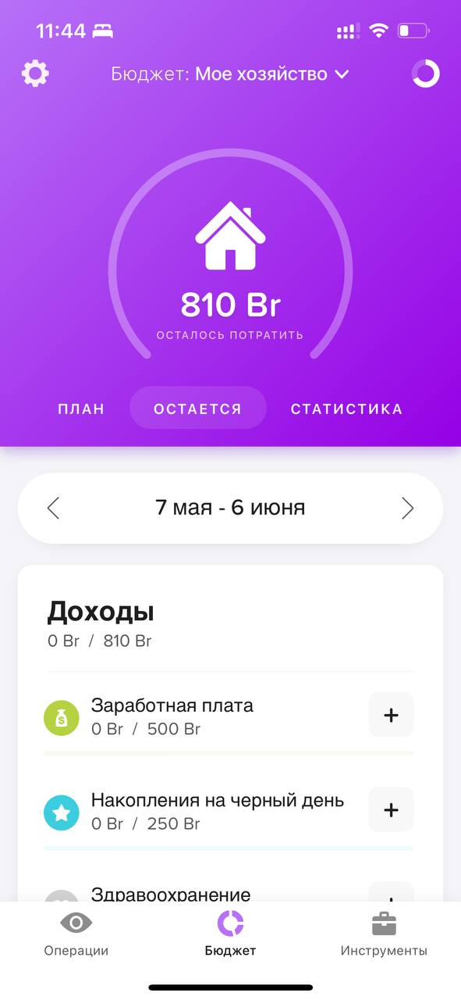 11:44
Бюджет: Мое хозяйство
810 Br
ОСТАЛОСЬ ПОТРАТИТЬ
ПЛАН ОСТАЕТСЯ СТАТИСТИКА
7 мая - 6 июня
Доходы
0 Br / 810 Br
Заработная плата
0 Br / 500 Br
Накопления на черный день
0 Br / 250 Br
Здравоохранение
Операции Бюджет Инструменты